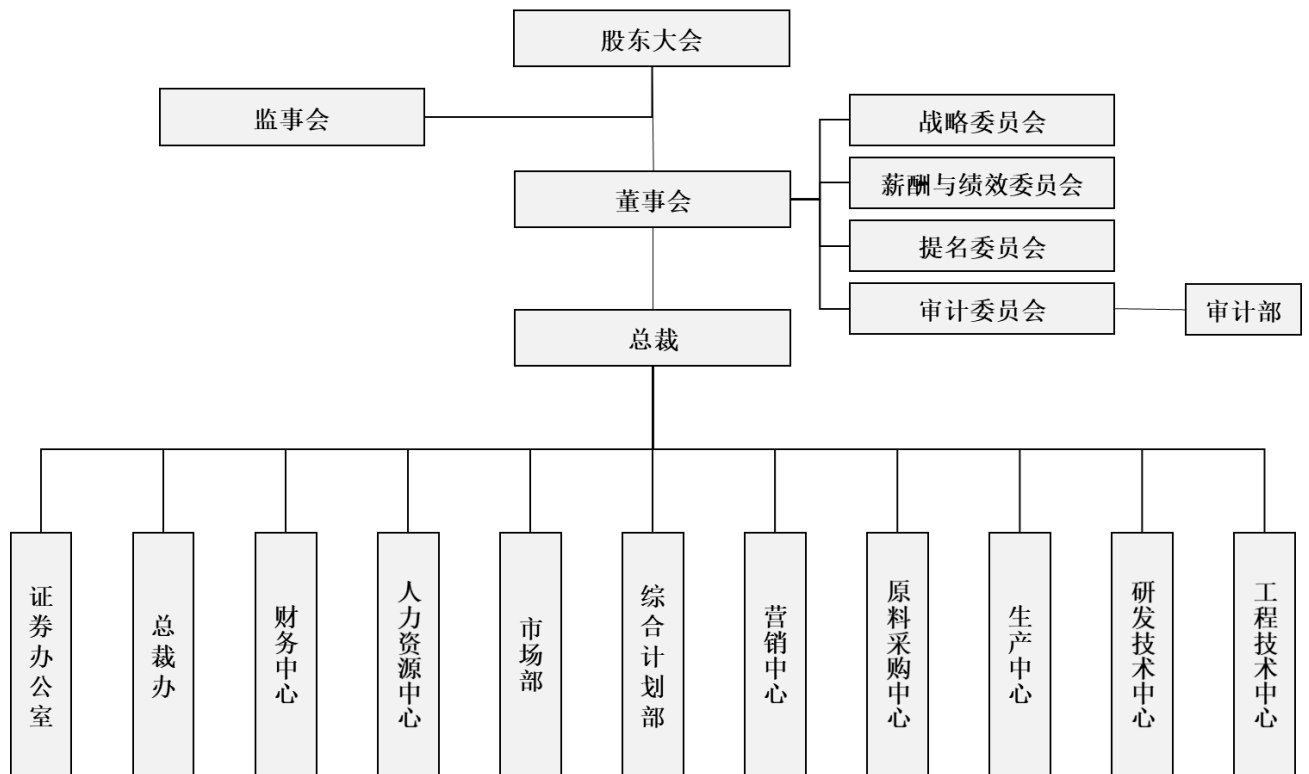 股东大会
监事会
战略委员会
薪酬与绩效委员会
董事会
提名委员会
审计委员会
审计部
总裁
证券办公室
总裁办
财务中心
人力资源中心
市场部
综合计划部
营销中心
原料采购中心
生产中心
研发技术中心
工程技术中心